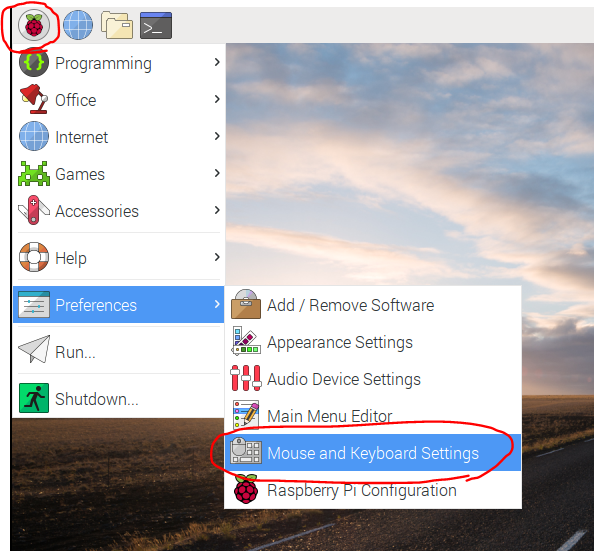 Programming
Office
Internet
Games
Accessories
Help
Preferences
Run...
Shutdown...
Add / Remove Software
Appearance Settings
Audio Device Settings
Main Menu Editor
Mouse and Keyboard Settings
Raspberry Pi Configuration